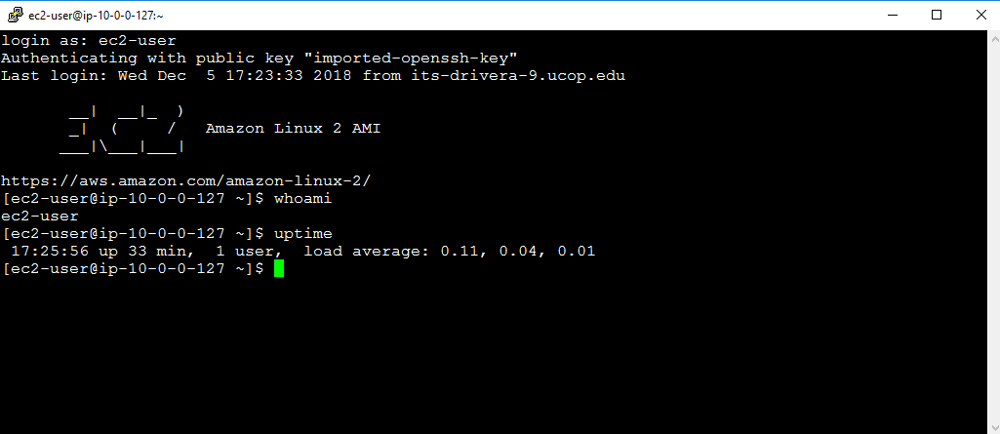 ec2-user@ip-10-0-0-127:~
login as: ec2-user
Authenticating with public key "imported-openssh-key"
Last login: Wed Dec  5 17:23:33 2018 from its-drivera-9.ucop.edu
       __|  __|_  )
       _|  (     /   Amazon Linux 2 AMI
      ___|\___|___|
https://aws.amazon.com/amazon-linux-2/
[ec2-user@ip-10-0-0-127 ~]$ whoami
ec2-user
[ec2-user@ip-10-0-0-127 ~]$ uptime
 17:25:56 up 33 min,  1 user,  load average: 0.11, 0.04, 0.01
[ec2-user@ip-10-0-0-127 ~]$